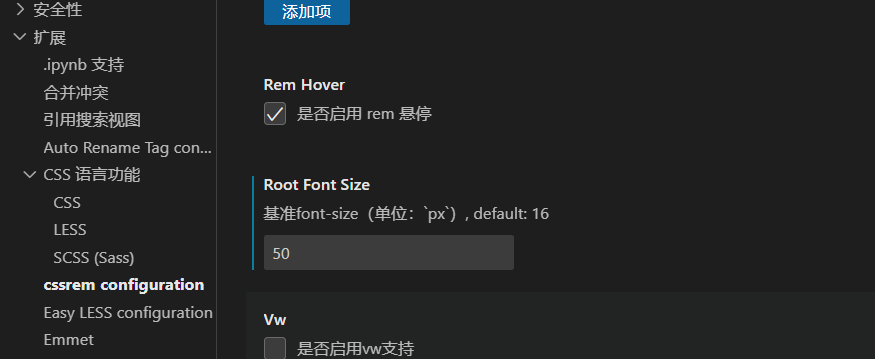 安全性
扩展
.ipynb 支持
合并冲突
引用搜索视图
Auto Rename Tag con...
CSS 语言功能
CSS
LESS
SCSS (Sass)
cssrem configuration
Easy LESS configuration
Emmet
添加项
Rem Hover
是否启用 rem 悬停
Root Font Size
基准font-size（单位：`px`）, default: 16
50
Vw
是否启用vw支持